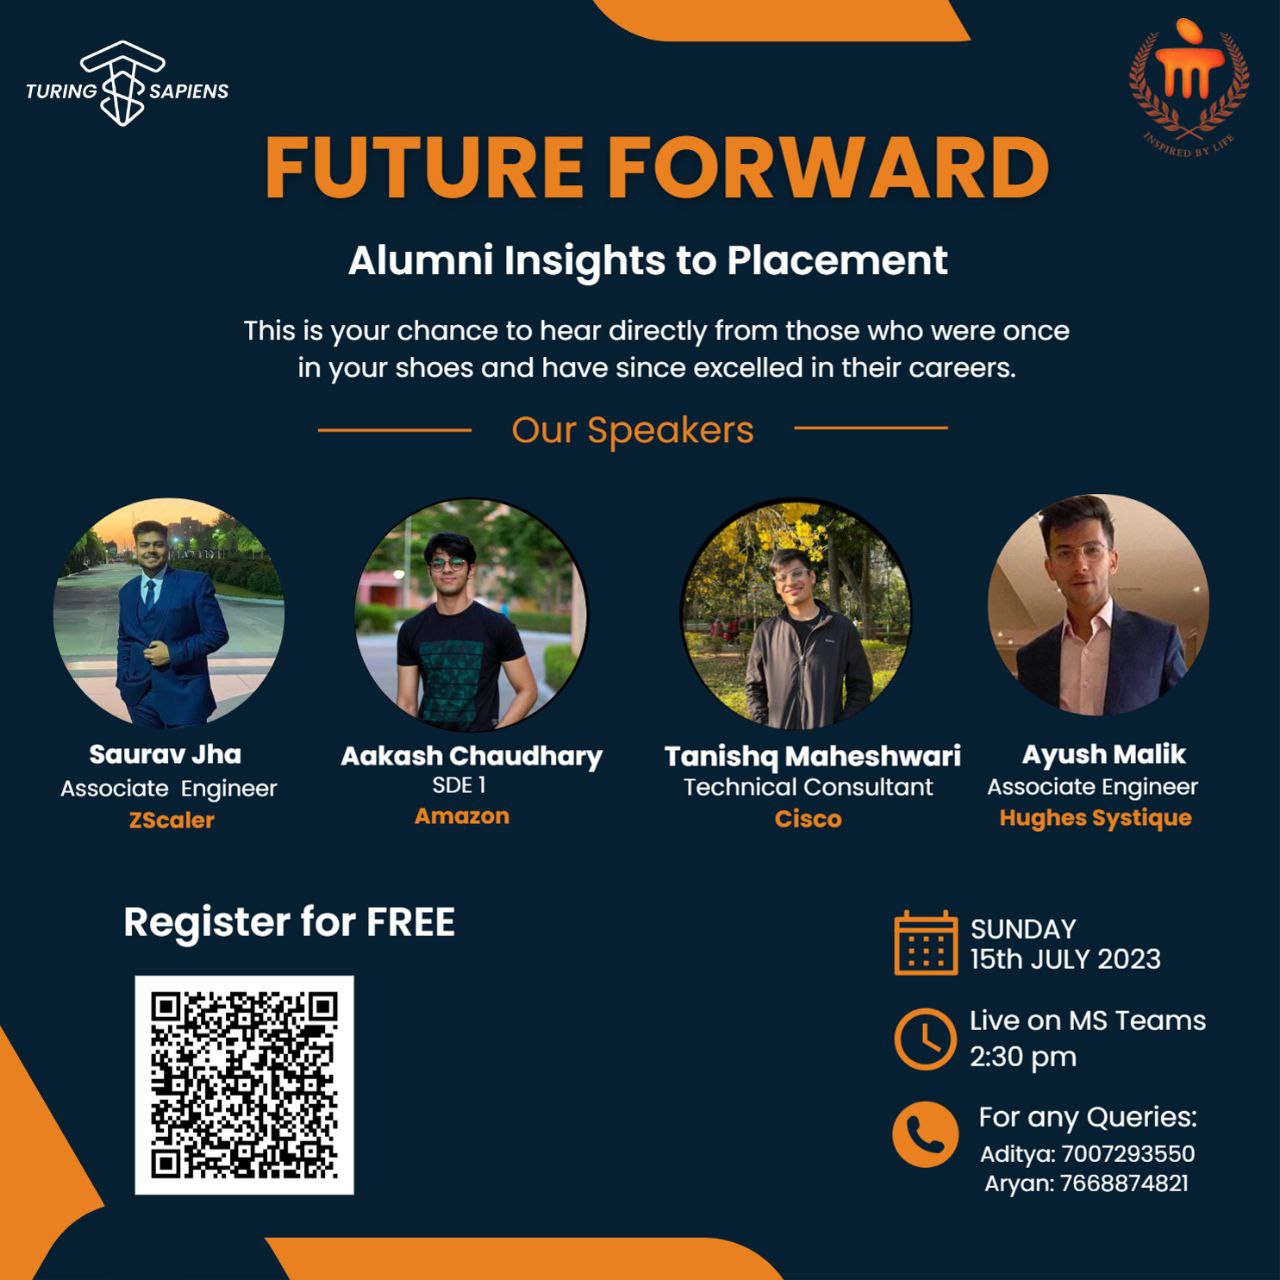 TURING SAPIENS
INSPIRED BY LIFE
FUTURE FORWARD
Alumni Insights to Placement
This is your chance to hear directly from those who were once
in your shoes and have since excelled in their careers.
Our Speakers
Saurav Jha
Associate Engineer
ZScaler
Aakash Chaudhary
SDE 1
Amazon
Tanishq Maheshwari
Technical Consultant
Cisco
Ayush Malik
Associate Engineer
Hughes Systique
Register for FREE
SUNDAY
15th JULY 2023
Live on MS Teams
2:30 pm
For any Queries:
Aditya: 7007293550
Aryan: 7668874821